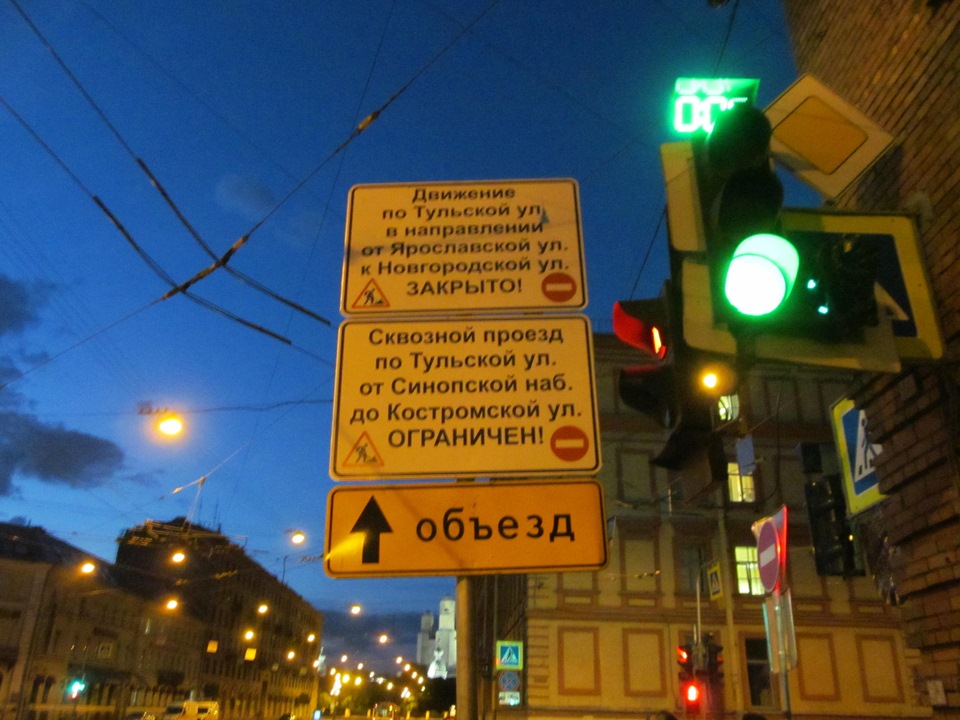 Движение
по Тульской ул.
в направлении
от Ярославской ул.
к Новгородской ул.
ЗАКРЫТО!
Сквозной проезд
по Тульской ул.
от Синопской наб.
до Костромской ул.
ОГРАНИЧЕН!
объезд